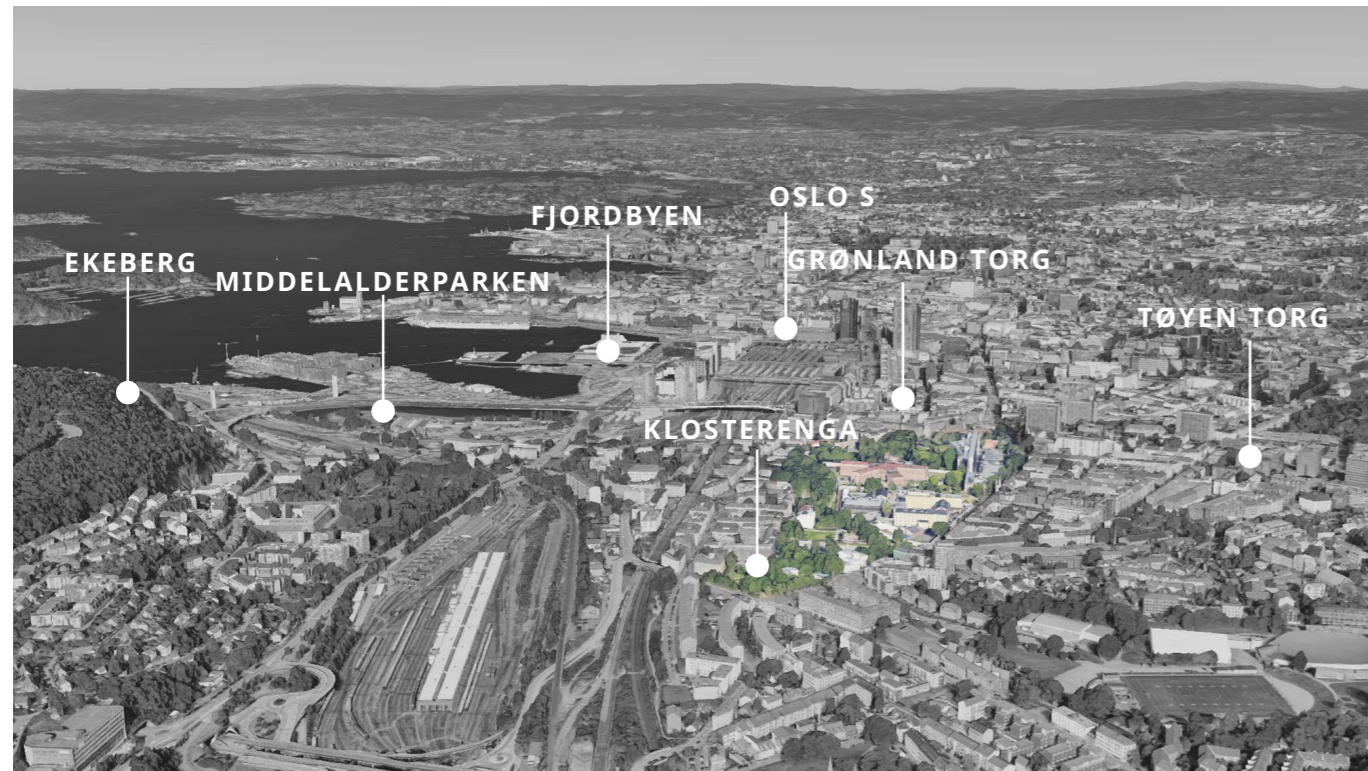 OSLO S
FJORDBYEN
GRØNLAND TORG
EKEBERG
MIDDELALDERPARKEN
TØYEN TORG
KLOSTERENGA